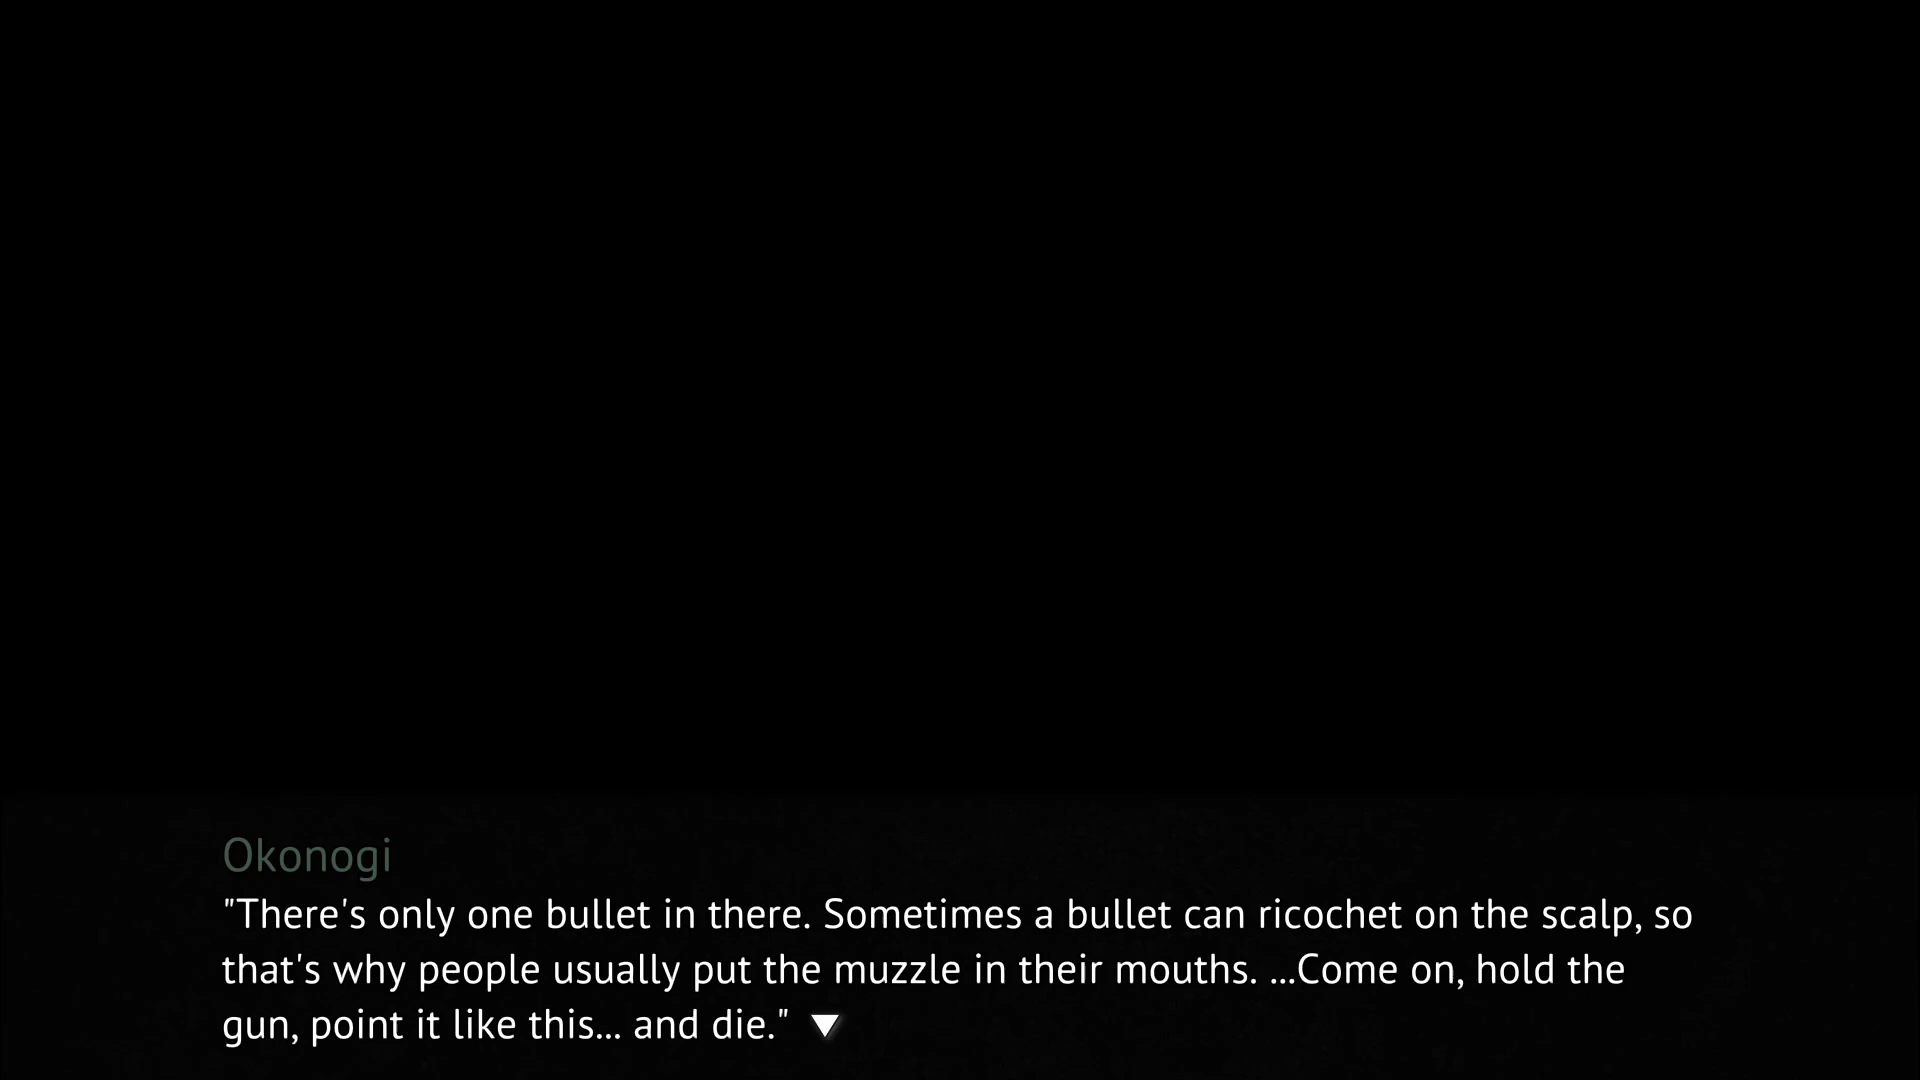 Okonogi
"There's only one bullet in there. Sometimes a bullet can ricochet on the scalp, so
that's why people usually put the muzzle in their mouths. ...Come on, hold the
gun, point it like this... and die."